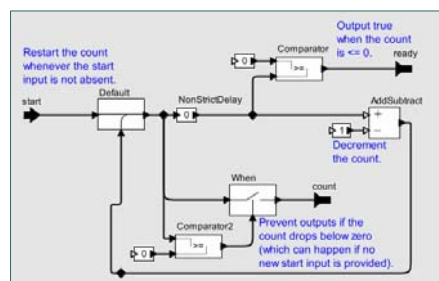 Output true
when the count
is <= 0.
Restart the count
whenever the start
input is not absent.
Comparator
0
>=
ready
Default
start
NonStrictDelay
0
AddSubtract
+
1
−
Decrement
the count.
When
count
Comparator2
0
>=
Prevent outputs if the
count drops below zero
(which can happen if no
new start input is provided).